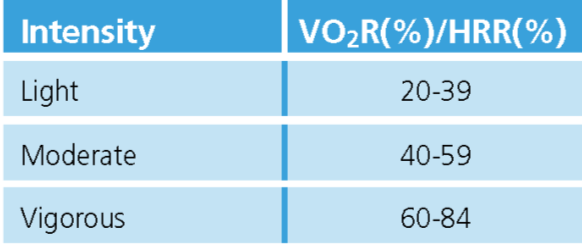 Intensity VO₂R(%)/HRR(%)
Light 20-39
Moderate 40-59
Vigorous 60-84